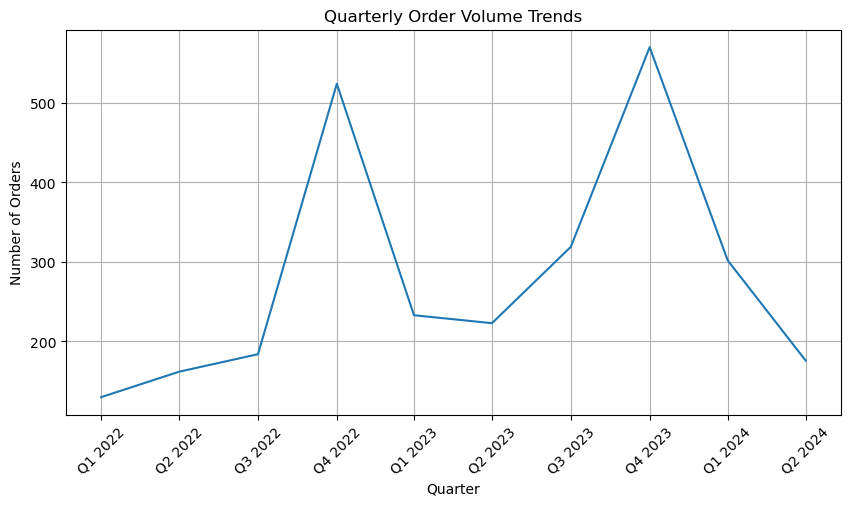 Quarterly Order Volume Trends
Number of Orders
500
400
300
200
Q1 2022
Q2 2022
Q3 2022
Q4 2022
Q1 2023
Q2 2023
Q3 2023
Q4 2023
Q1 2024
Q2 2024
Quarter